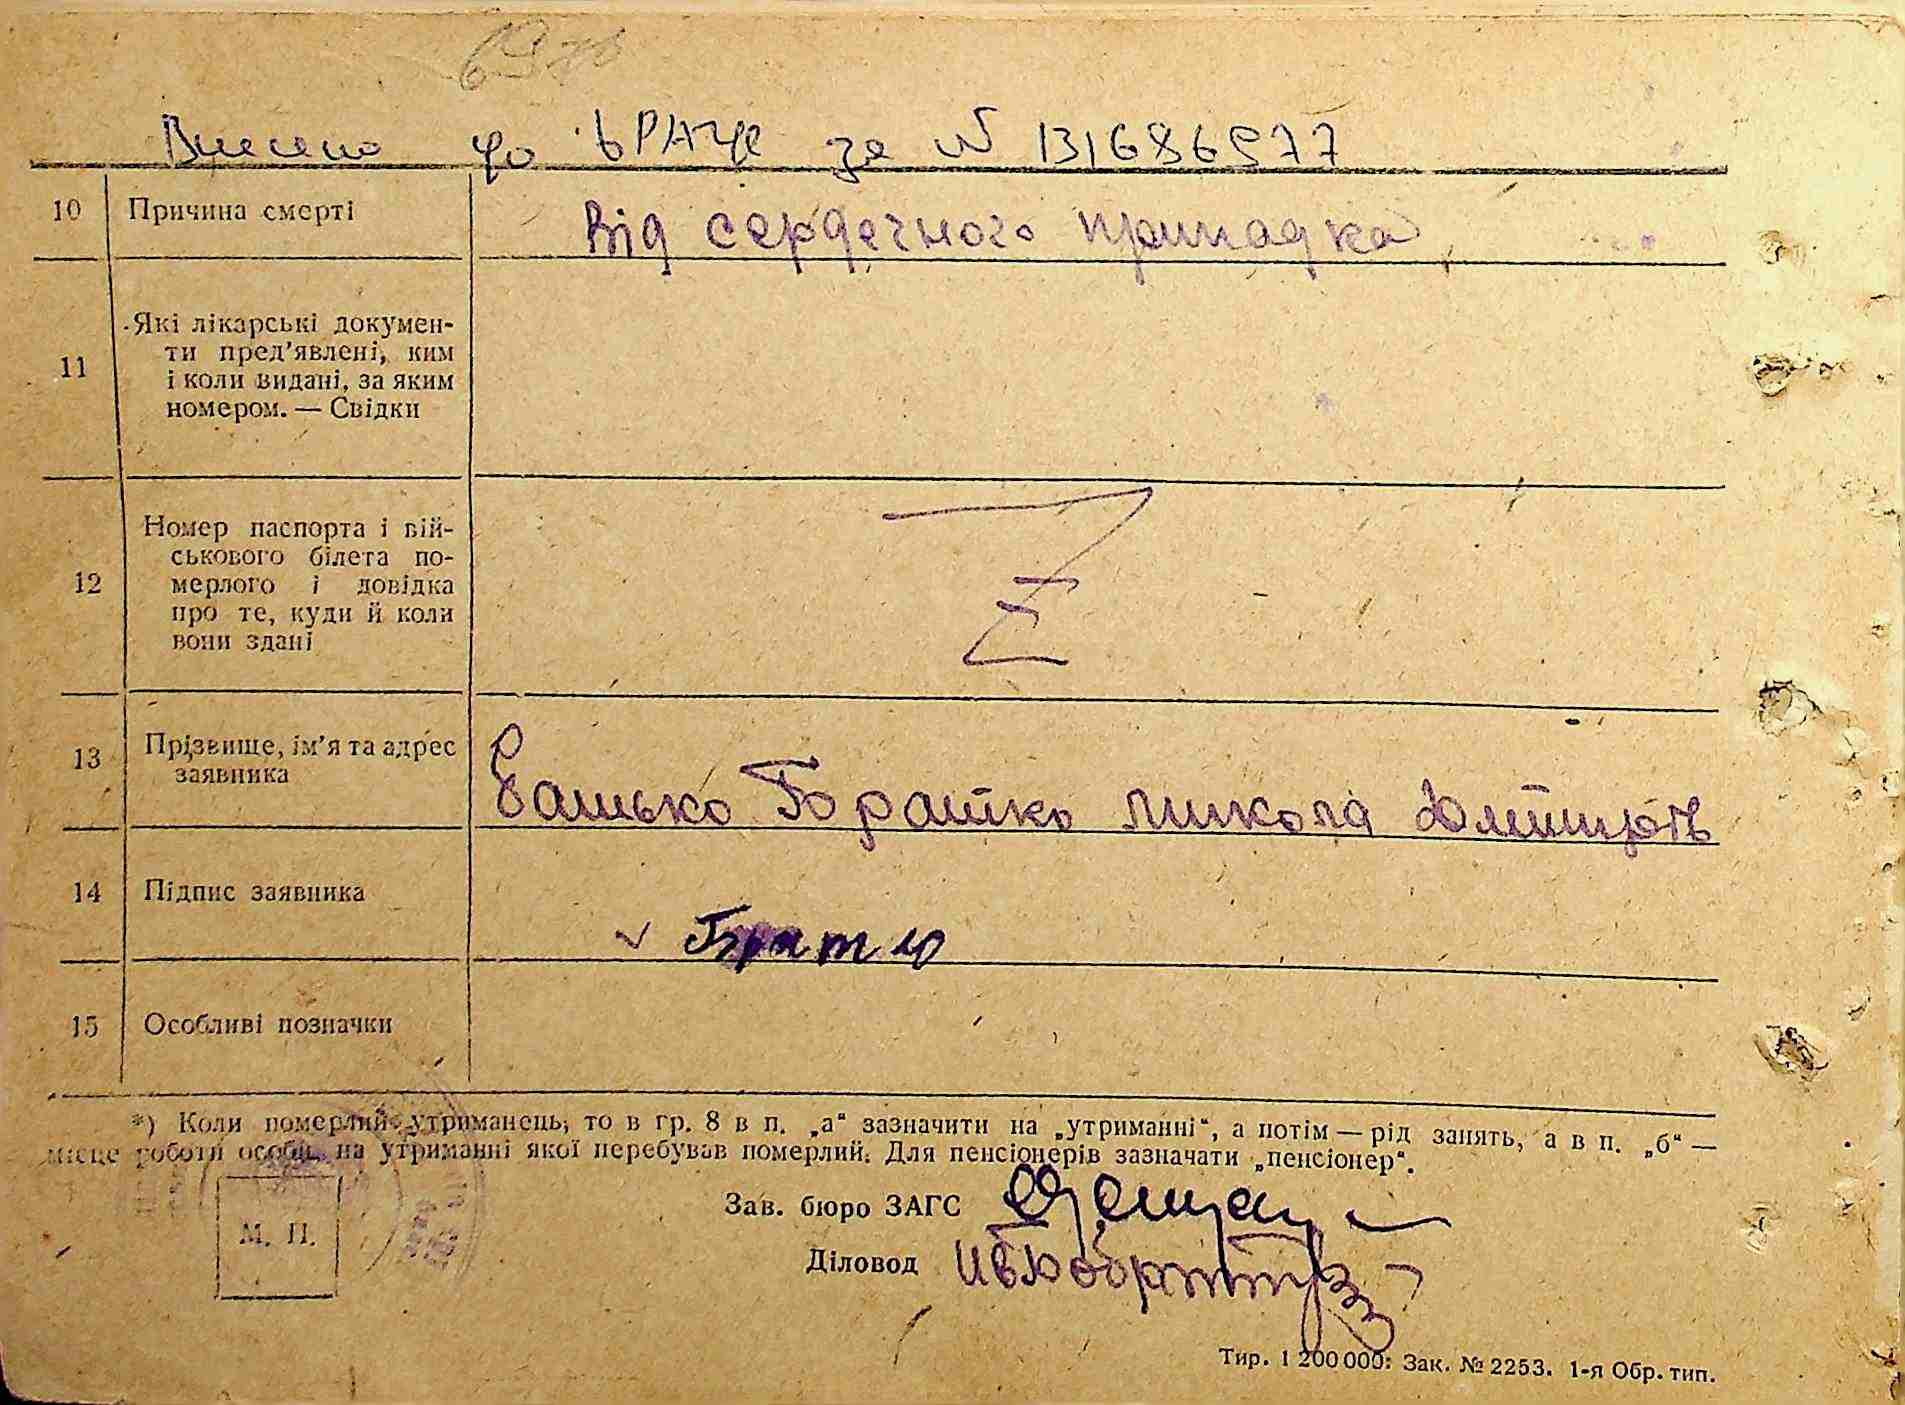 Внесено до ДРАЦС за № 131686977
10 Причина смерті
Від сердечного припадка
11 Які лікарські докумен-
ти пред'явлені, ким
і коли видані, за яким
номером. — Свідки
12 Номер паспорта і вій-
ськового білета по-
мерлого і довідка
про те, куди й коли
вони здані
Z
13 Прізвище, ім'я та адрес
заявника
Батько Микола
14 Підпис заявника
15 Особливі позначки
*) Коли померлий утриманець, то в гр. 8 в п. „а“ зазначити на „утриманні“, а потім — рід занять, а в п. „б“ —
місце роботи особи, на утриманні якої перебував померлий. Для пенсіонерів зазначати „пенсіонер“.
М. П.
Зав. бюро ЗАГС
Діловод
Тир. 1 200 000. Зак. № 2253. 1-я Обр. тип.